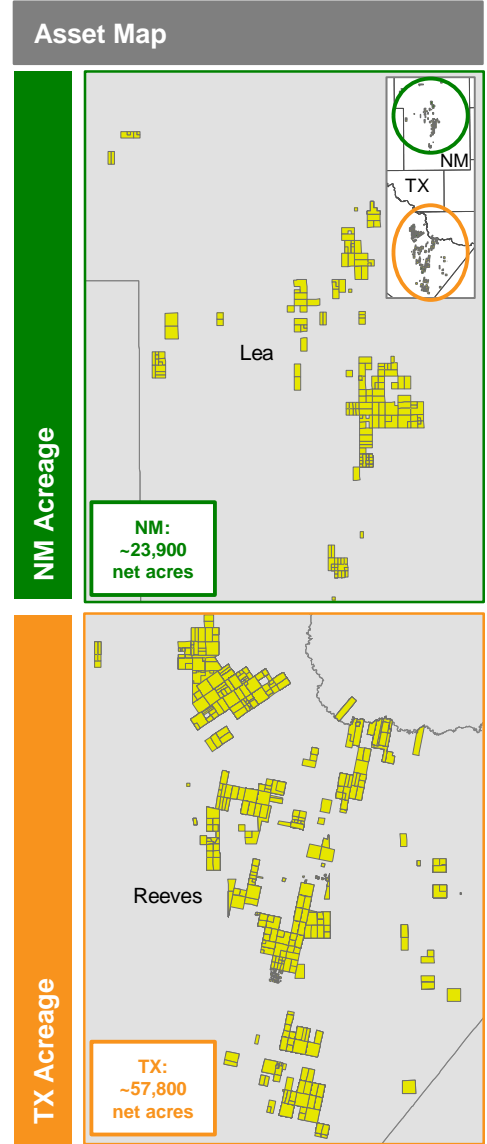 Asset Map
NM Acreage
NM
TX
Lea
NM:
~23,900
net acres
TX Acreage
Reeves
TX:
~57,800
net acres